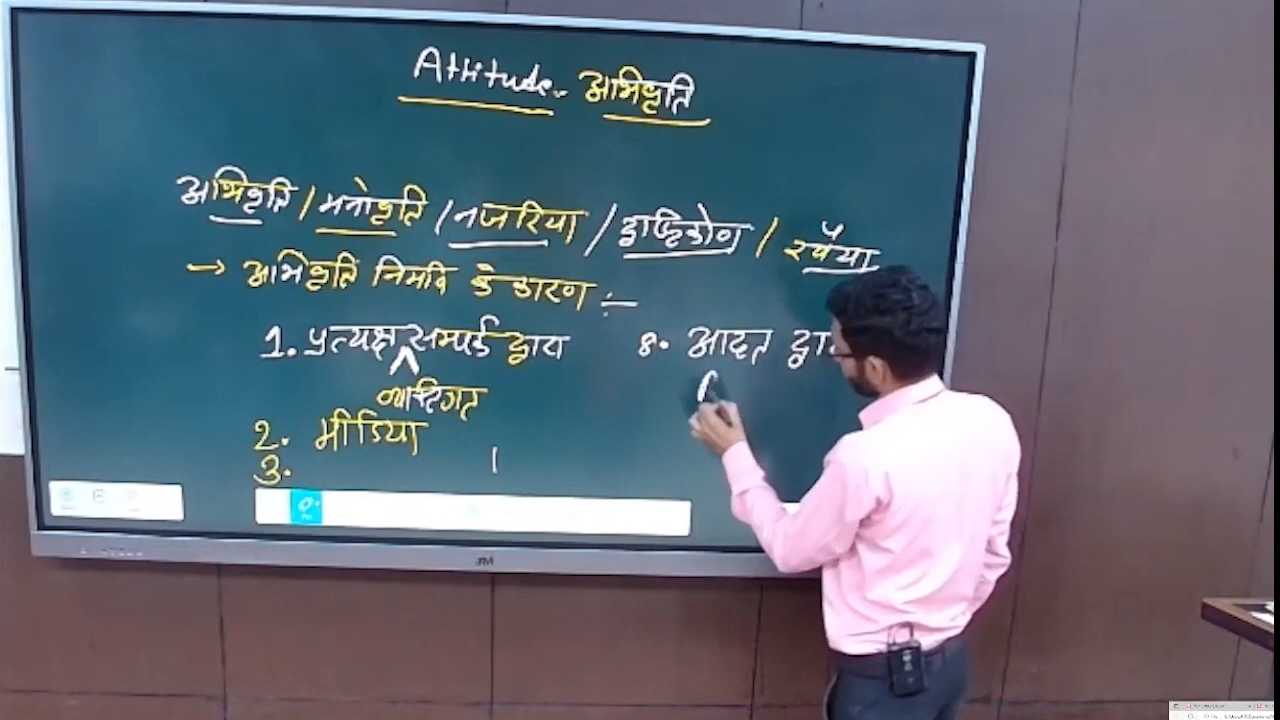 Attitude - अभिवृत्ति
अभिवृत्ति / मनोवृत्ति / नजरिया / दृष्टिकोण / रवैया
→ अभिवृत्ति निर्माण के कारण :-
1. प्रत्यक्ष सम्पर्क द्वारा
व्यक्तिगत
2. मीडिया
3.
8. आदत